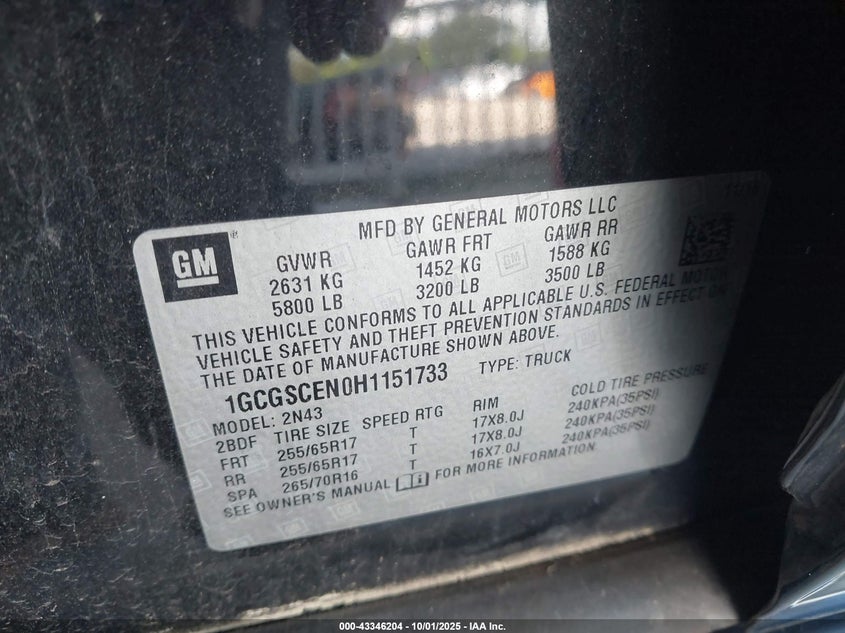 11/16
MFD BY GENERAL MOTORS LLC
GM
GVWR GAWR FRT GAWR RR
2631 KG 1452 KG 1588 KG
5800 LB 3200 LB 3500 LB
THIS VEHICLE CONFORMS TO ALL APPLICABLE U.S. FEDERAL MOTOR
VEHICLE SAFETY AND THEFT PREVENTION STANDARDS IN EFFECT ON
THE DATE OF MANUFACTURE SHOWN ABOVE.
1GCGSCEN0H1151733 TYPE: TRUCK
MODEL: 2N43
2BDF TIRE SIZE SPEED RTG RIM COLD TIRE PRESSURE
FRT 255/65R17 T 17X8.0J 240KPA(35PSI)
RR 255/65R17 T 17X8.0J 240KPA(35PSI)
SPA 265/70R16 T 16X7.0J 240KPA(35PSI)
SEE OWNER'S MANUAL FOR MORE INFORMATION
000-43346204 - 10/01/2025 - IAA Inc.